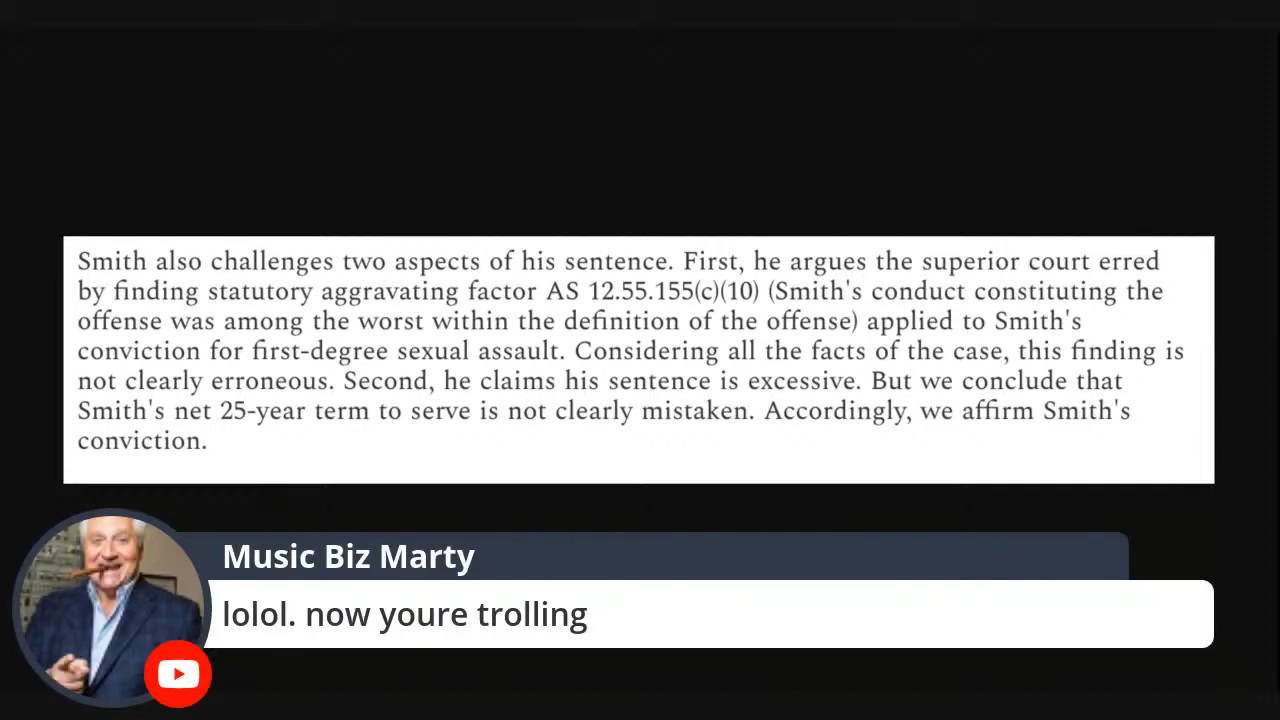 Smith also challenges two aspects of his sentence. First, he argues the superior court erred
by finding statutory aggravating factor AS 12.55.155(c)(10) (Smith's conduct constituting the
offense was among the worst within the definition of the offense) applied to Smith's
conviction for first-degree sexual assault. Considering all the facts of the case, this finding is
not clearly erroneous. Second, he claims his sentence is excessive. But we conclude that
Smith's net 25-year term to serve is not clearly mistaken. Accordingly, we affirm Smith's
conviction.
Music Biz Marty
lolol. now youre trolling